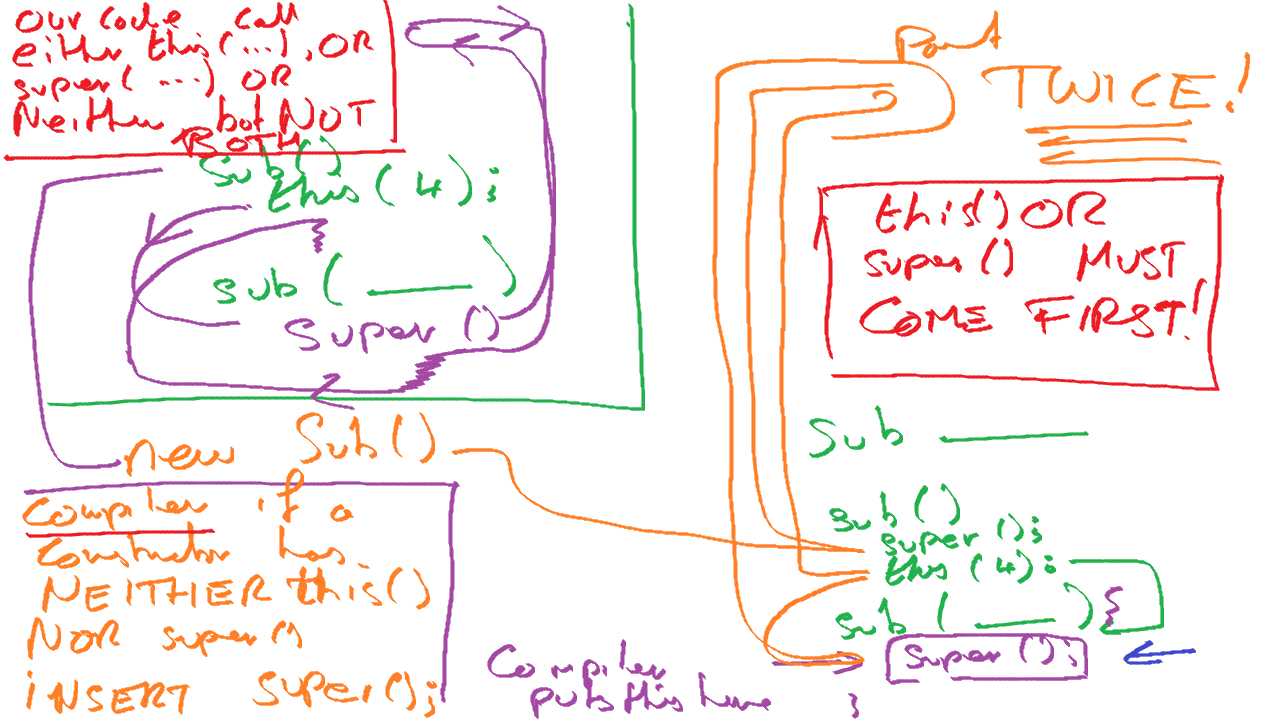 Our code call
either this(...), OR
super(...) OR
Neither but NOT
BOTH
Sub()
this(4);
sub( ____ )
super()
new Sub()
Compiler if a
constructor has
NEITHER this()
NOR super()
iNSERT super();
Compiler
puts this here
TWICE!
this() OR
super() MUST
COME FIRST!
Sub ____
sub()
super();
this(4);
sub( ____ ) {
super();
}